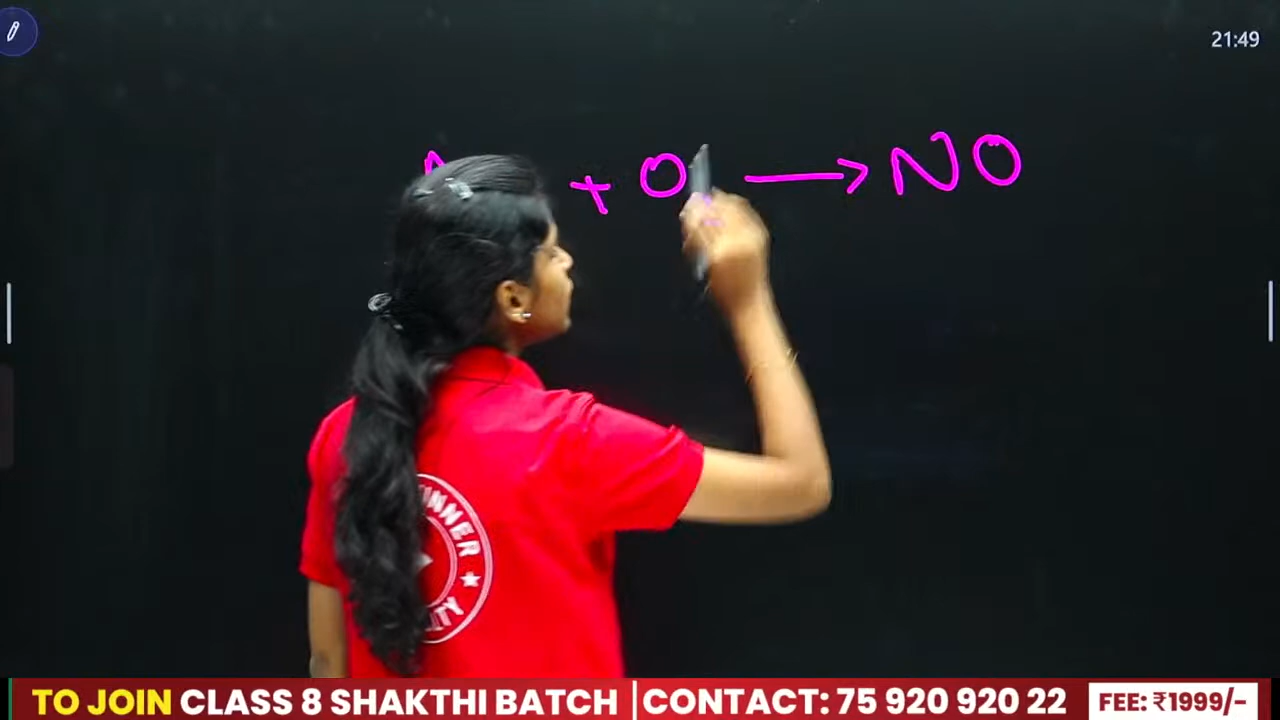 21:49
+ O → NO
TO JOIN CLASS 8 SHAKTHI BATCH | CONTACT: 75 920 920 22 FEE: ₹1999/-